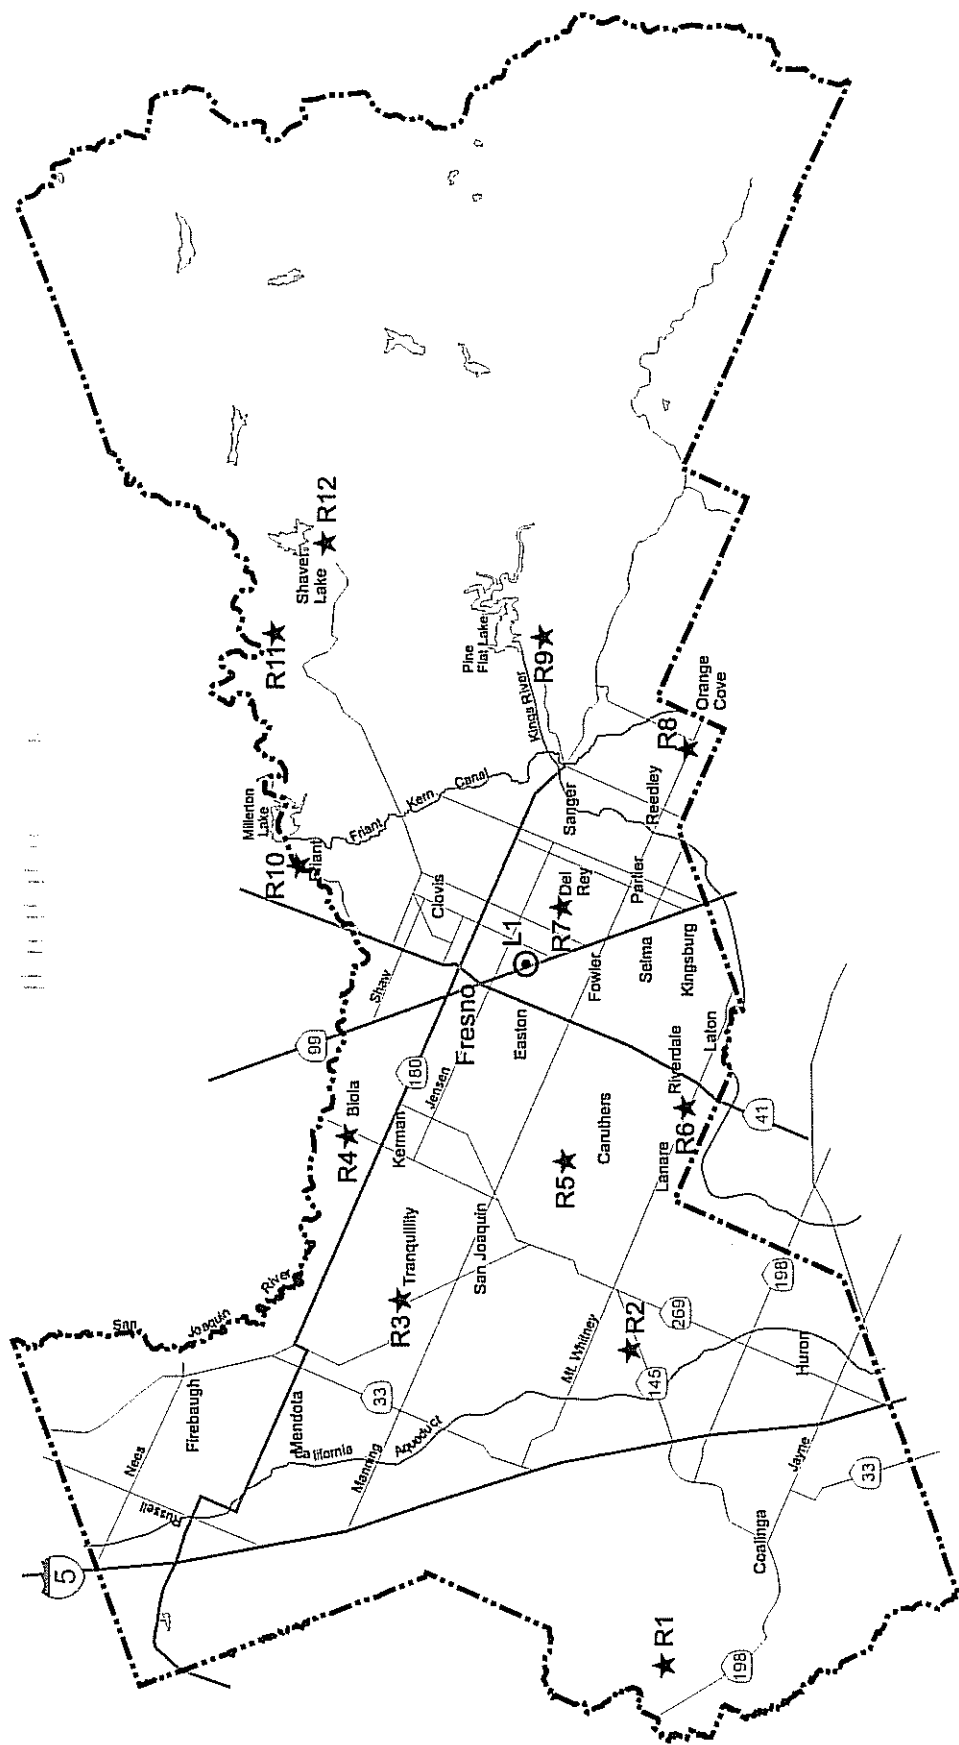 5
Nees
Russell
Firebaugh
Mendota
California
Aqueduct
Manning
33
San
Joaquin
River
R3
Tranquillity
San Joaquin
Mt. Whitney
R2
145
269
198
Huron
Jayne
33
Coalinga
R1
198
R4
Biola
Kerman
Jensen
180
99
Shaw
Fresno
Easton
R5
Caruthers
Lanare
R6
Riverdale
Laton
41
Clovis
L1
R7
Del
Rey
Fowler
Selma
Kingsburg
Parlier
Sanger
Reedley
R8
Orange
Cove
R10
Friant
Millerton
Lake
Friant
Kern
Canal
Kings River
R9
Pine
Flat Lake
R11
Shaver
Lake
R12